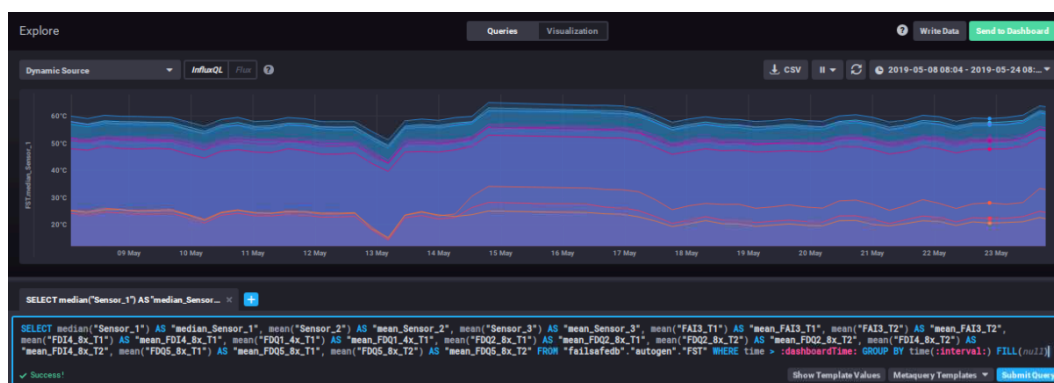 Explore
Queries Visualization
Write Data Send to Dashboard
Dynamic Source
InfluxQL Flux
CSV
2019-05-08 08:04 - 2019-05-24 08:...
FST.median_Sensor_1
60°C
50°C
40°C
30°C
20°C
09 May 10 May 11 May 12 May 13 May 14 May 15 May 16 May 17 May 18 May 19 May 20 May 21 May 22 May 23 May
SELECT median("Sensor_1") AS "median_Sensor...
SELECT median("Sensor_1") AS "median_Sensor_1", mean("Sensor_2") AS "mean_Sensor_2", mean("Sensor_3") AS "mean_Sensor_3", mean("FAI3_T1") AS "mean_FAI3_T1", mean("FAI3_T2") AS "mean_FAI3_T2",
mean("FDI4_8x_T1") AS "mean_FDI4_8x_T1", mean("FDQ1_4x_T1") AS "mean_FDQ1_4x_T1", mean("FDQ2_8x_T1") AS "mean_FDQ2_8x_T1", mean("FDQ2_8x_T2") AS "mean_FDQ2_8x_T2", mean("FDI4_8x_T2") AS
"mean_FDI4_8x_T2", mean("FDQ5_8x_T1") AS "mean_FDQ5_8x_T1", mean("FDQ5_8x_T2") AS "mean_FDQ5_8x_T2" FROM "failsafedb"."autogen"."FST" WHERE time > :dashboardTime: GROUP BY time(:interval:) FILL(null)
Success!
Show Template Values Metaquery Templates Submit Query